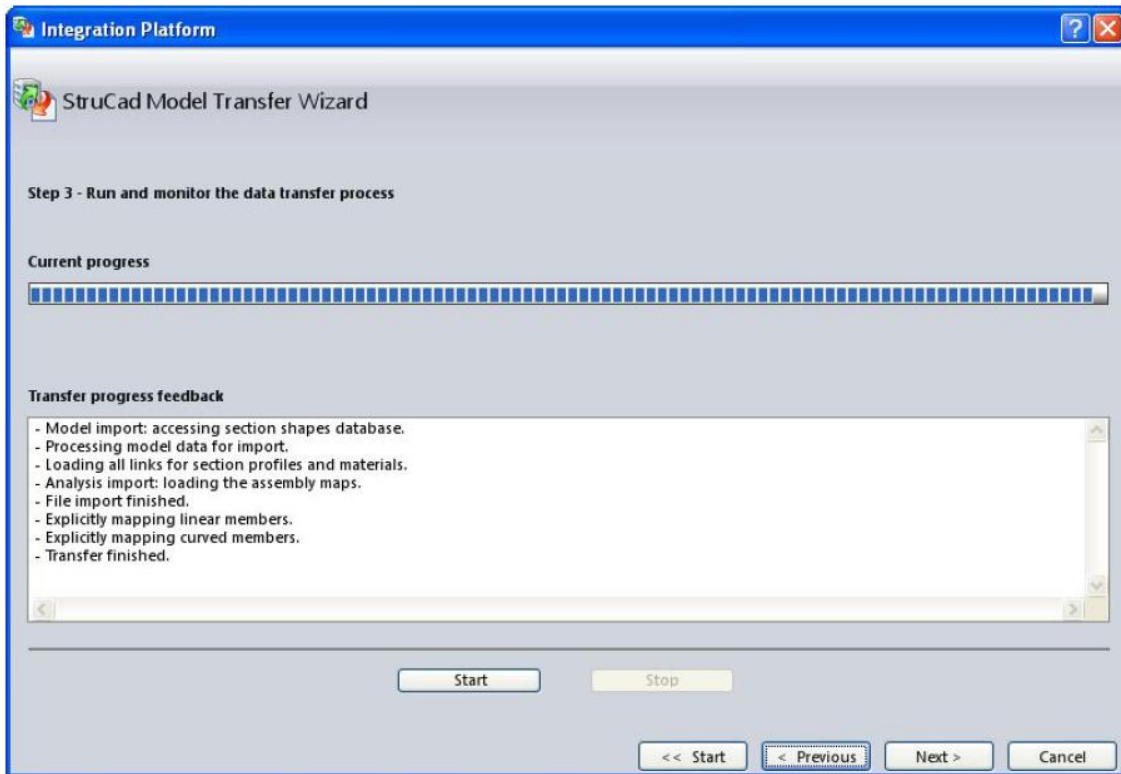 Integration Platform
StruCad Model Transfer Wizard
Step 3 - Run and monitor the data transfer process
Current progress
Transfer progress feedback
- Model import: accessing section shapes database.
- Processing model data for import.
- Loading all links for section profiles and materials.
- Analysis import: loading the assembly maps.
- File import finished.
- Explicitly mapping linear members.
- Explicitly mapping curved members.
- Transfer finished.
Start Stop
<< Start < Previous Next > Cancel